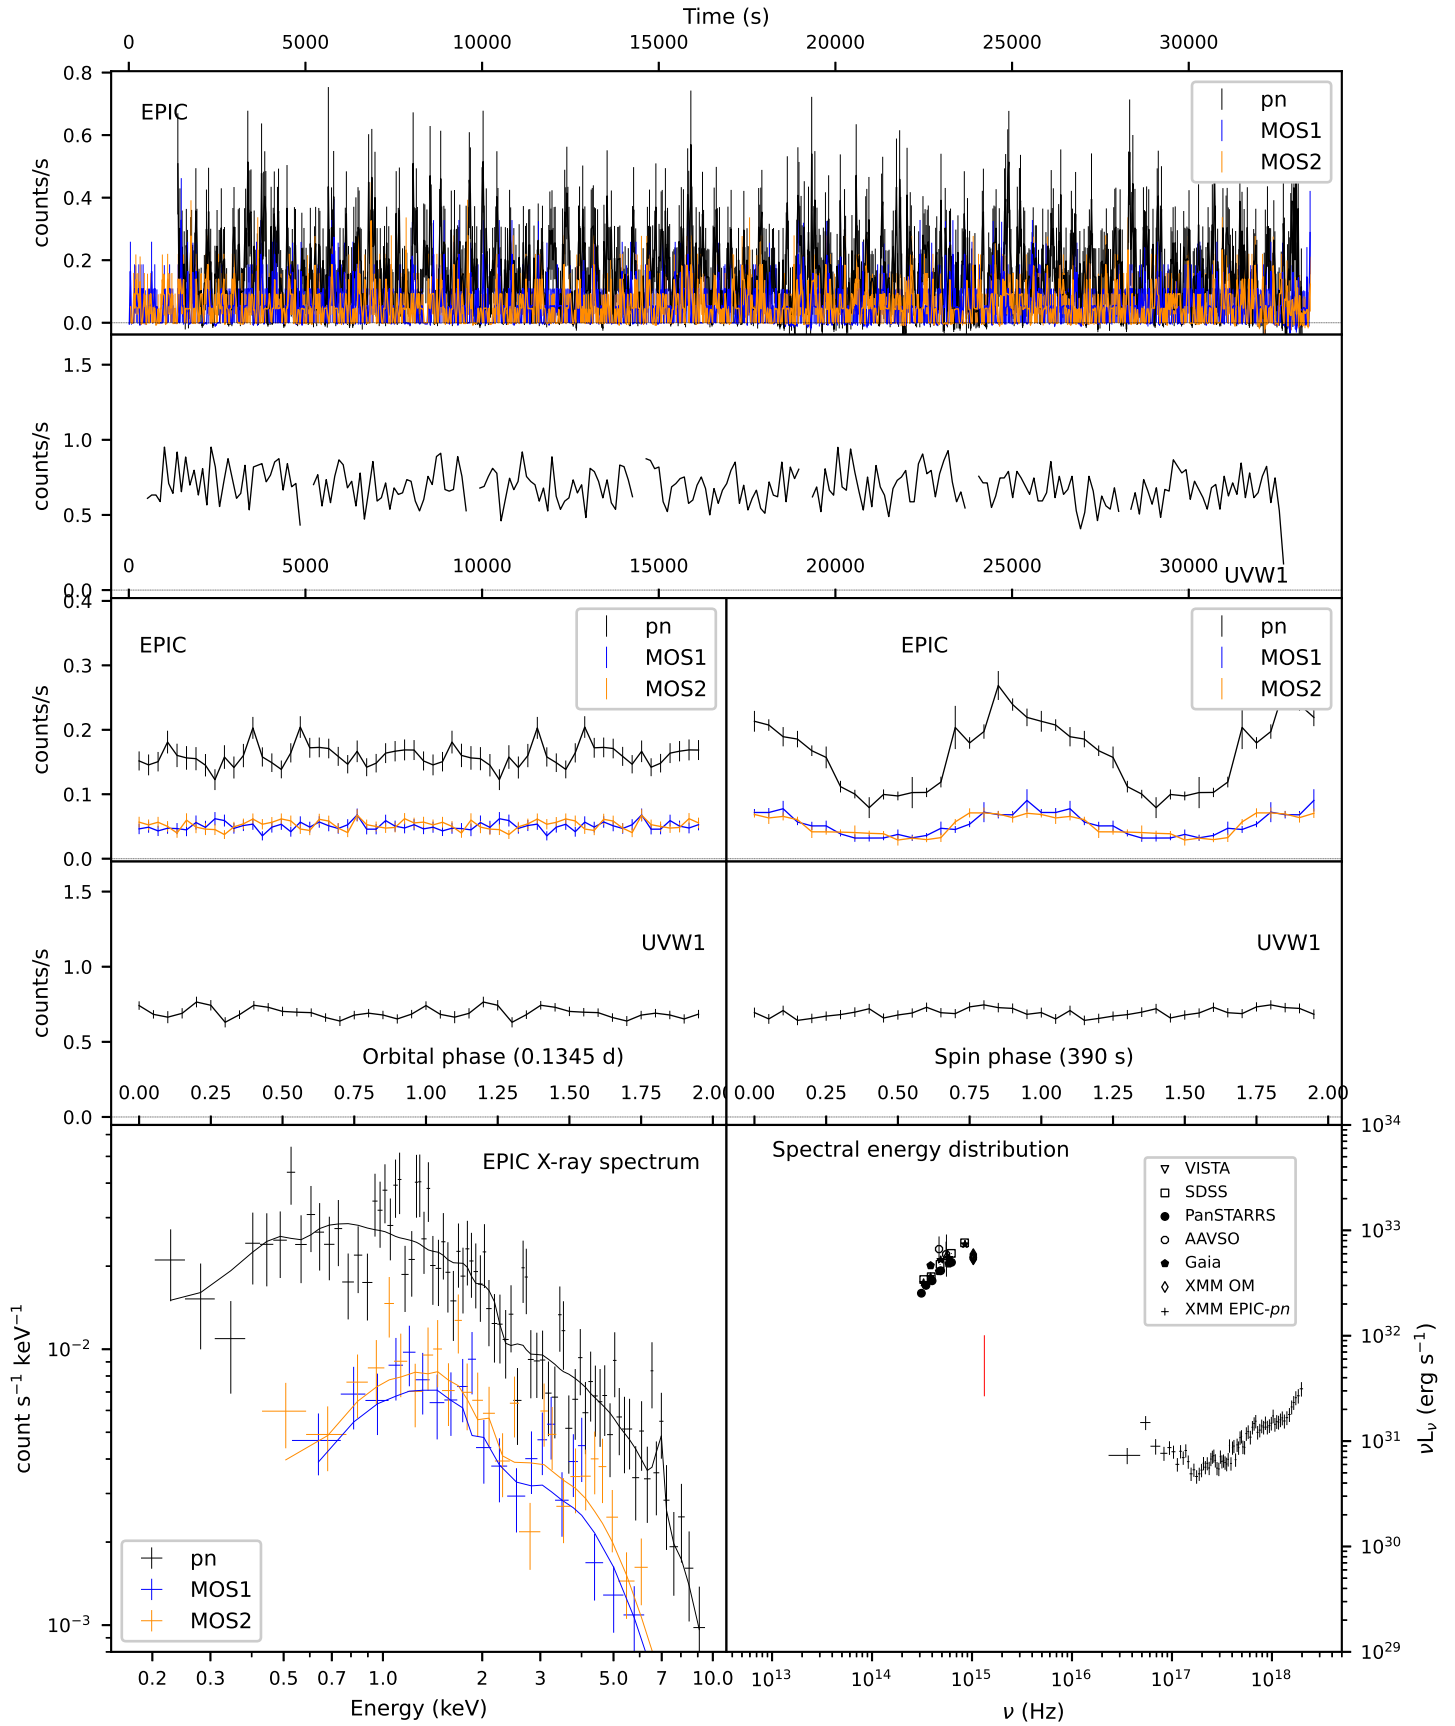 Time (s)
0 5000 10000 15000 20000 25000 30000
0.8
0.6
0.4
0.2
0.0
counts/s
EPIC
pn
MOS1
MOS2
1.5
1.0
0.5
0.0
counts/s
0 5000 10000 15000 20000 25000 30000
UVW1
0.4
0.3
0.2
0.1
0.0
counts/s
EPIC
pn
MOS1
MOS2
EPIC
pn
MOS1
MOS2
1.5
1.0
0.5
0.0
counts/s
UVW1
UVW1
Orbital phase (0.1345 d)
0.00 0.25 0.50 0.75 1.00 1.25 1.50 1.75
Spin phase (390 s)
0.00 0.25 0.50 0.75 1.00 1.25 1.50 1.75 2.00
EPIC X-ray spectrum
count s⁻¹ keV⁻¹
10⁻²
10⁻³
pn
MOS1
MOS2
0.2 0.3 0.5 0.7 1.0 2 3 5.0 7 10.0
Energy (keV)
Spectral energy distribution
VISTA
SDSS
PanSTARRS
AAVSO
Gaia
XMM OM
XMM EPIC-pn
10³⁴
10³³
10³²
10³¹
10³⁰
10²⁹
νLᵥ (erg s⁻¹)
10¹³ 10¹⁴ 10¹⁵ 10¹⁶ 10¹⁷ 10¹⁸
ν (Hz)